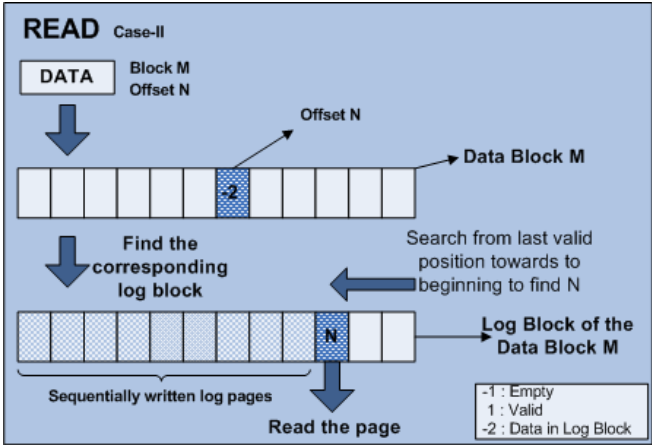 READ Case-II
DATA
Block M
Offset N
Offset N
Data Block M
-2
Find the
corresponding
log block
Search from last valid
position towards to
beginning to find N
N
Log Block of the
Data Block M
Sequentially written log pages
Read the page
-1 : Empty
1 : Valid
-2 : Data in Log Block